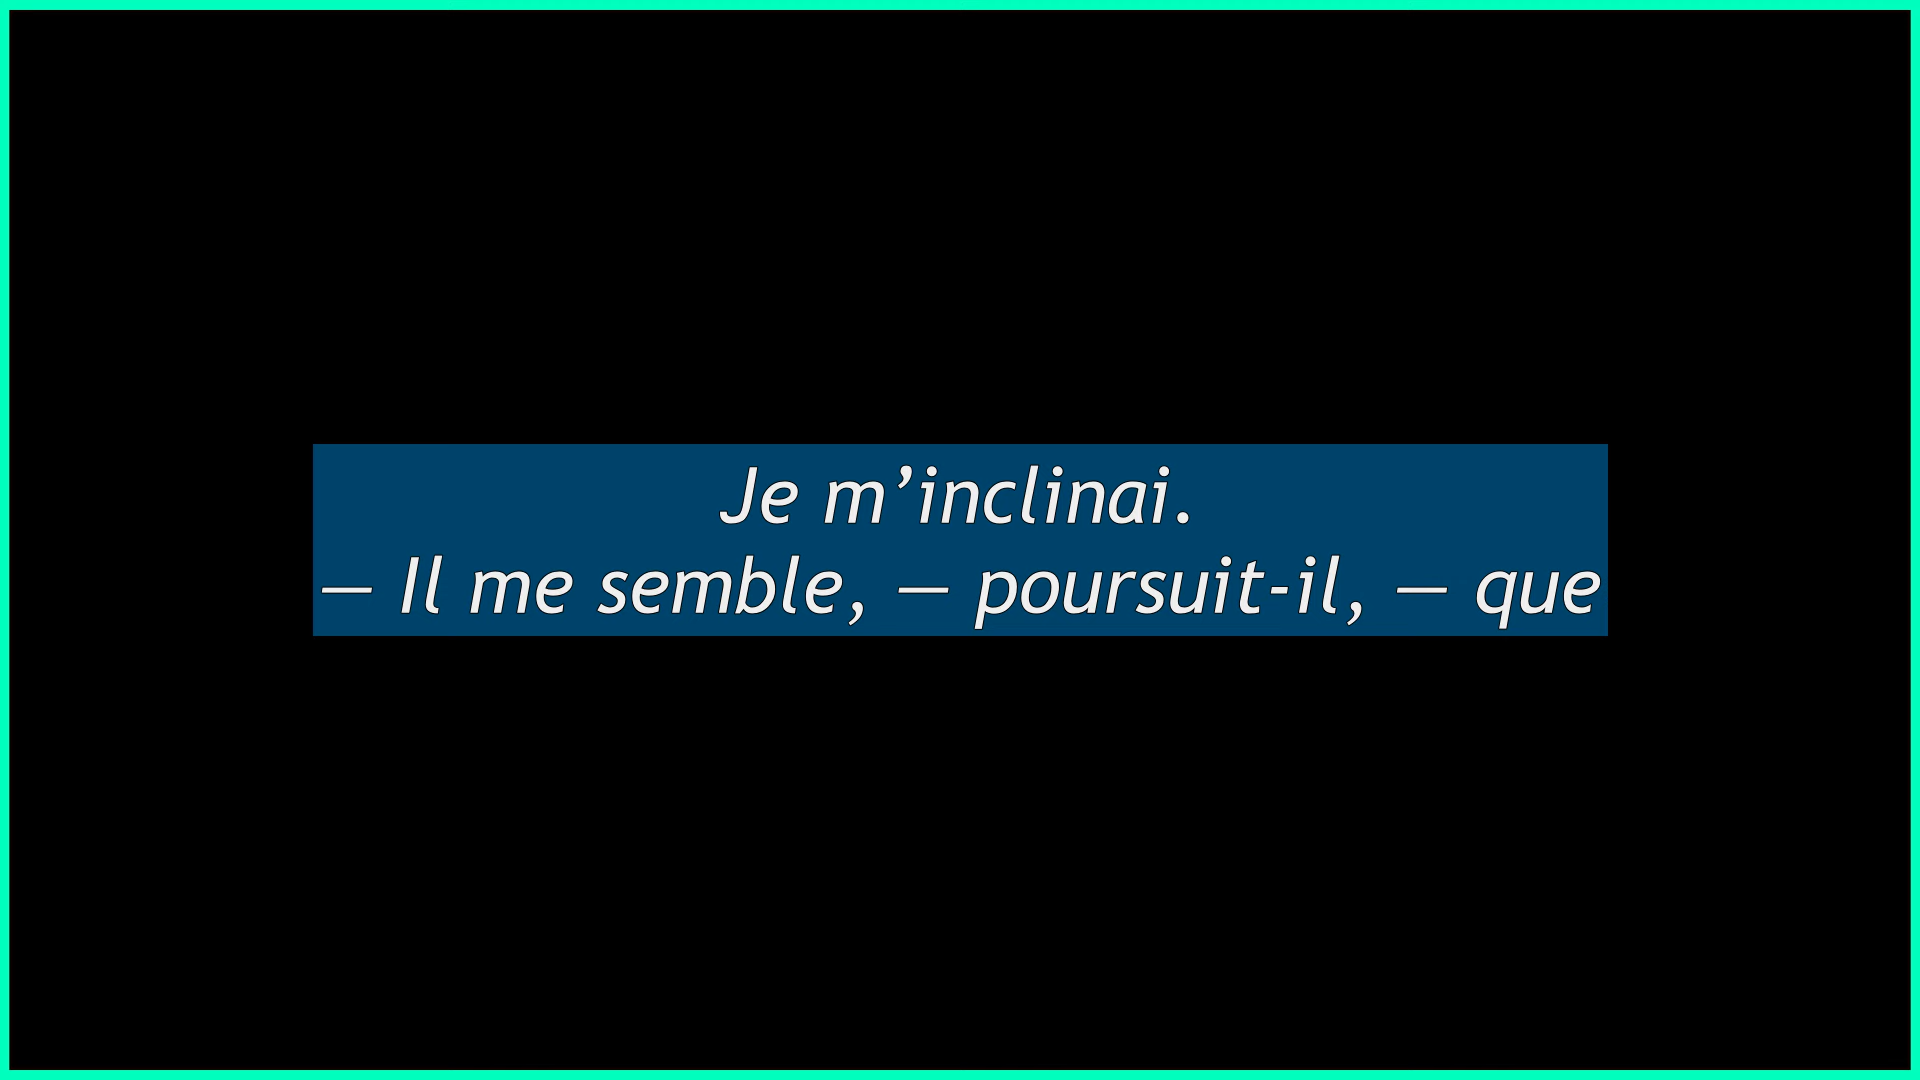 Je m’inclinai.
— Il me semble, — poursuit-il, — que